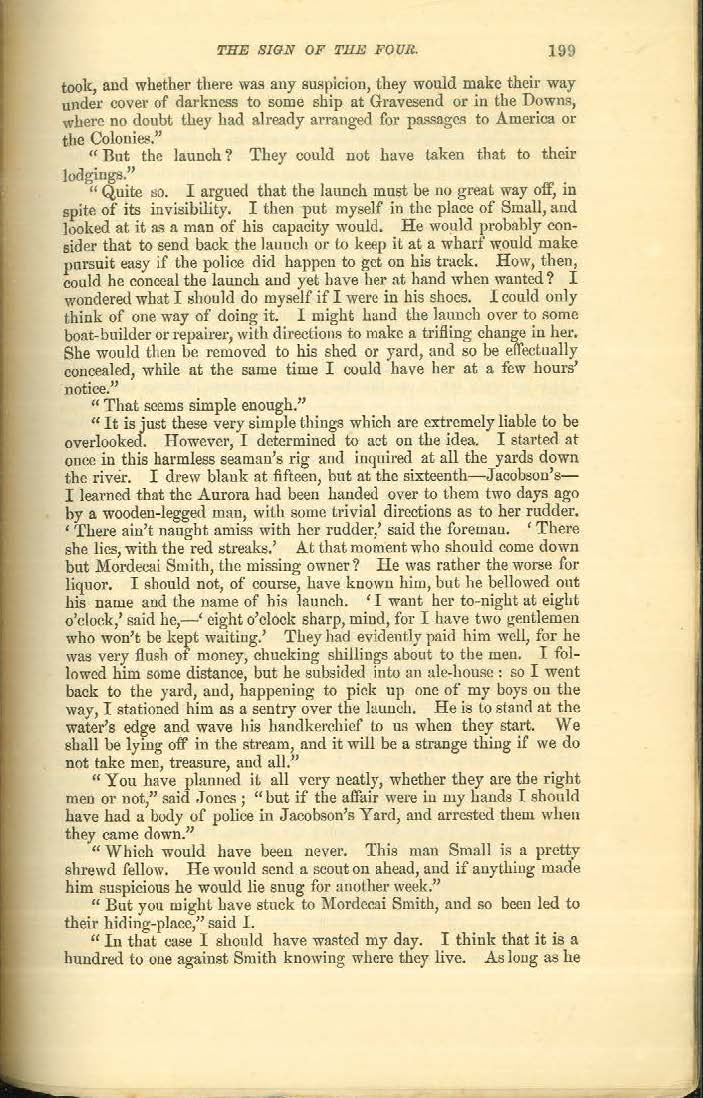 THE SIGN OF THE FOUR. 199
took, and whether there was any suspicion, they would make their way
under cover of darkness to some ship at Gravesend or in the Downs,
where no doubt they had already arranged for passages to America or
the Colonies.”
“But the launch? They could not have taken that to their
lodgings.”
“Quite so. I argued that the launch must be no great way off, in
spite of its invisibility. I then put myself in the place of Small, and
looked at it as a man of his capacity would. He would probably con-
sider that to send back the launch or to keep it at a wharf would make
pursuit easy if the police did happen to get on his track. How, then,
could he conceal the launch and yet have her at hand when wanted? I
wondered what I should do myself if I were in his shoes. I could only
think of one way of doing it. I might hand the launch over to some
boat-builder or repairer, with directions to make a trifling change in her.
She would then be removed to his shed or yard, and so be effectually
concealed, while at the same time I could have her at a few hours’
notice.”
“That seems simple enough.”
“It is just these very simple things which are extremely liable to be
overlooked. However, I determined to act on the idea. I started at
once in this harmless seaman’s rig and inquired at all the yards down
the river. I drew blank at fifteen, but at the sixteenth—Jacobson’s—
I learned that the Aurora had been handed over to them two days ago
by a wooden-legged man, with some trivial directions as to her rudder.
‘There ain’t naught amiss with her rudder,’ said the foreman. ‘There
she lies, with the red streaks.’ At that moment who should come down
but Mordecai Smith, the missing owner? He was rather the worse for
liquor. I should not, of course, have known him, but he bellowed out
his name and the name of his launch. ‘I want her to-night at eight
o’clock,’ said he,—‘eight o’clock sharp, mind, for I have two gentlemen
who won’t be kept waiting.’ They had evidently paid him well, for he
was very flush of money, chucking shillings about to the men. I fol-
lowed him some distance, but he subsided into an ale-house : so I went
back to the yard, and, happening to pick up one of my boys on the
way, I stationed him as a sentry over the launch. He is to stand at the
water’s edge and wave his handkerchief to us when they start. We
shall be lying off in the stream, and it will be a strange thing if we do
not take men, treasure, and all.”
“You have planned it all very neatly, whether they are the right
men or not,” said Jones ; “but if the affair were in my hands I should
have had a body of police in Jacobson’s Yard, and arrested them when
they came down.”
“Which would have been never. This man Small is a pretty
shrewd fellow. He would send a scout on ahead, and if anything made
him suspicious he would lie snug for another week.”
“But you might have stuck to Mordecai Smith, and so been led to
their hiding-place,” said I.
“In that case I should have wasted my day. I think that it is a
hundred to one against Smith knowing where they live. As long as he